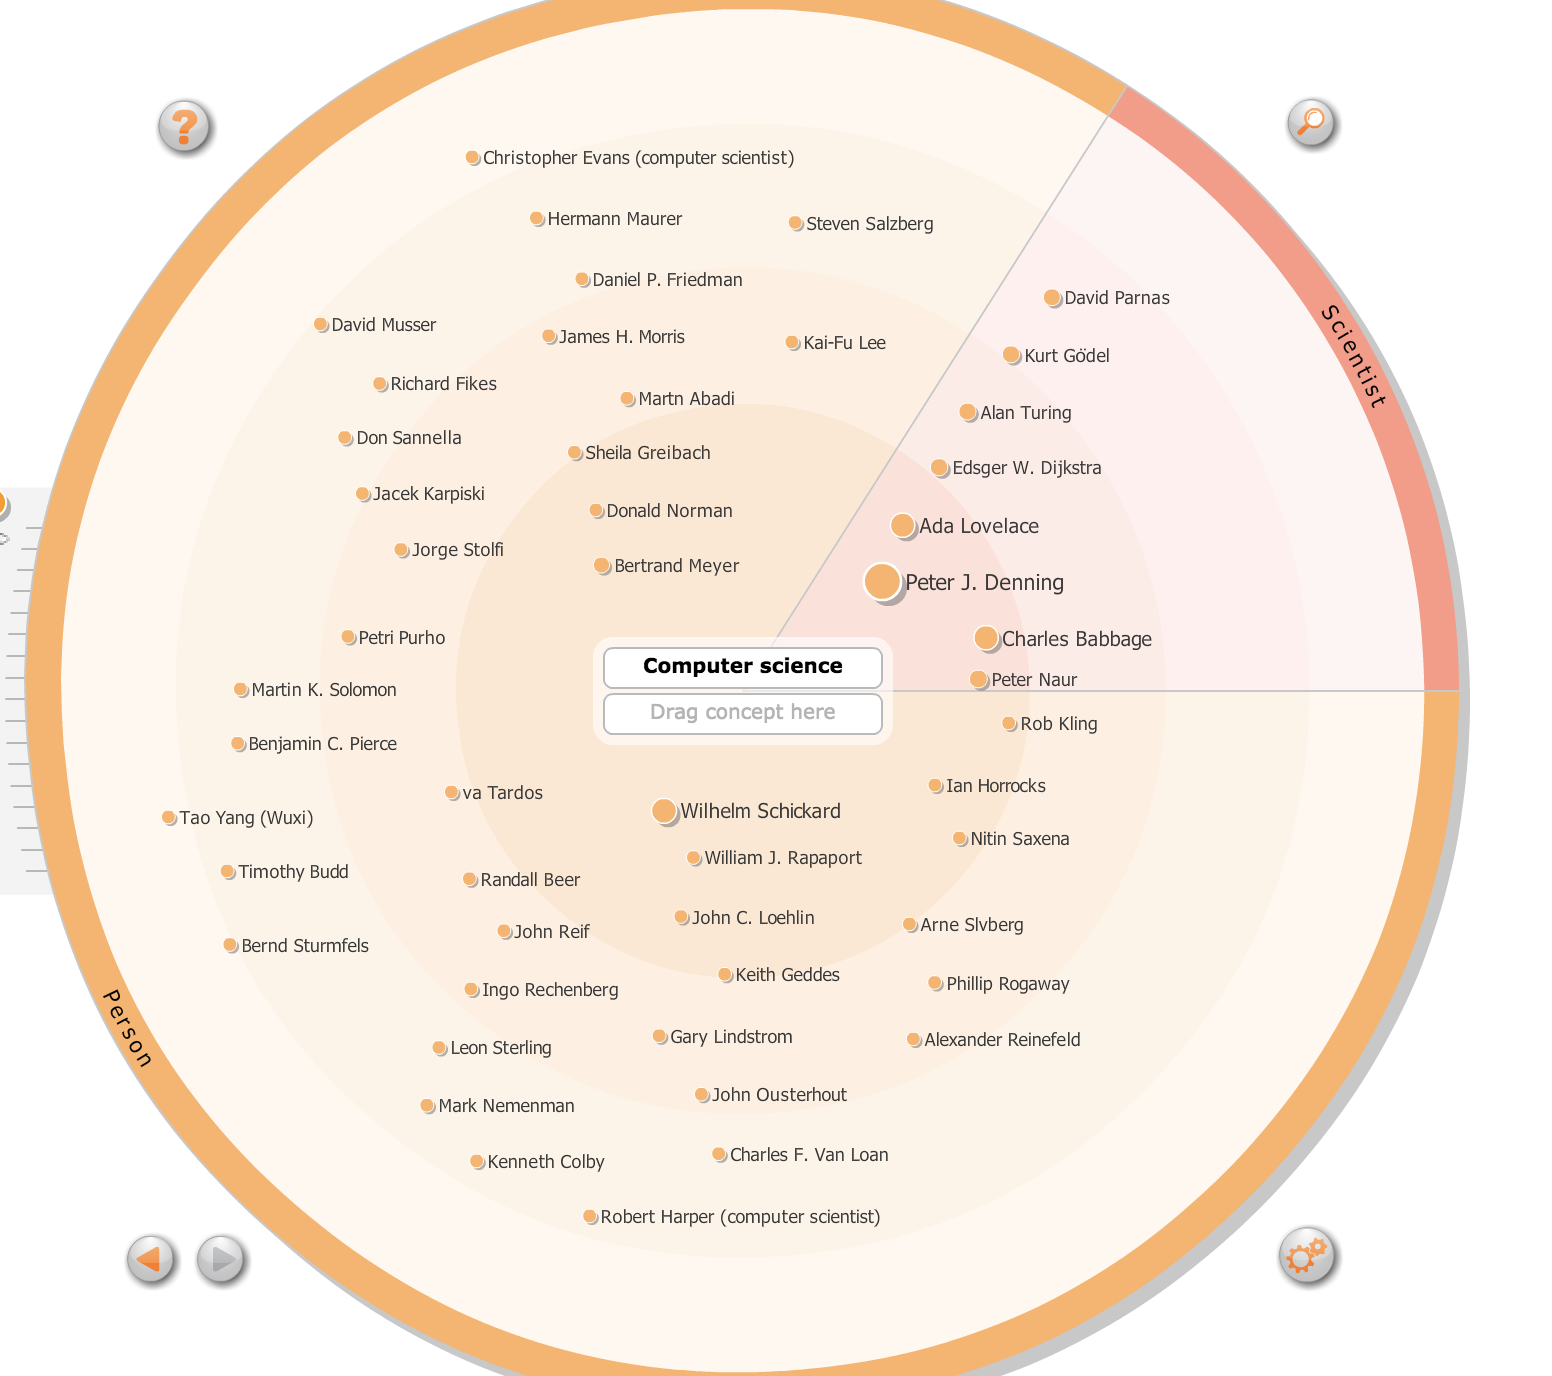 ?
Christopher Evans (computer scientist)
Hermann Maurer
Steven Salzberg
Daniel P. Friedman
David Parnas
David Musser
James H. Morris
Kai-Fu Lee
Scientist
Kurt Gödel
Richard Fikes
Martn Abadi
Alan Turing
Don Sannella
Sheila Greibach
Edsger W. Dijkstra
Jacek Karpiski
Donald Norman
Ada Lovelace
Jorge Stolfi
Bertrand Meyer
Peter J. Denning
Petri Purho
Charles Babbage
Computer science
Peter Naur
Martin K. Solomon
Drag concept here
Rob Kling
Benjamin C. Pierce
va Tardos
Ian Horrocks
Tao Yang (Wuxi)
Wilhelm Schickard
Nitin Saxena
William J. Rapaport
Timothy Budd
Randall Beer
John C. Loehlin
Arne Slvberg
John Reif
Bernd Sturmfels
Keith Geddes
Phillip Rogaway
Ingo Rechenberg
Person
Gary Lindstrom
Alexander Reinefeld
Leon Sterling
John Ousterhout
Mark Nemenman
Charles F. Van Loan
Kenneth Colby
Robert Harper (computer scientist)